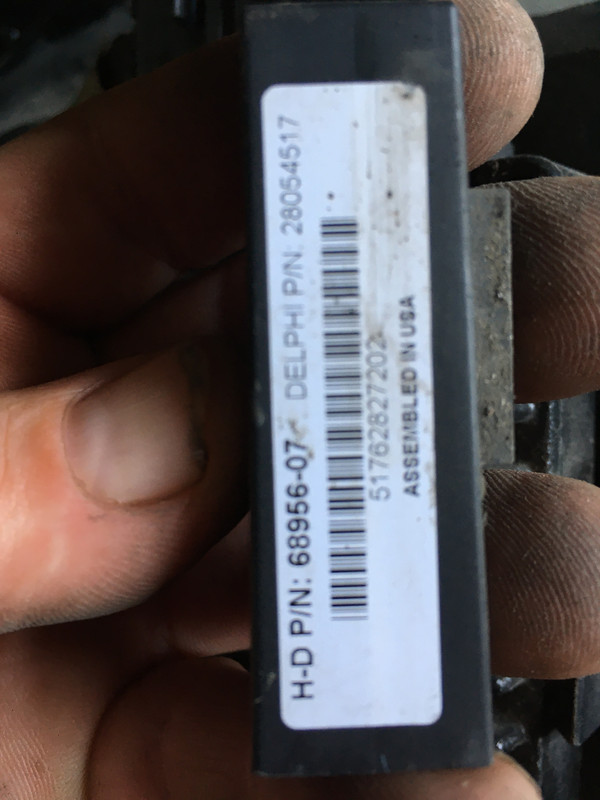 H-D P/N: 68956-07 DELPHI P/N: 28054517
51762827202
ASSEMBLED IN USA